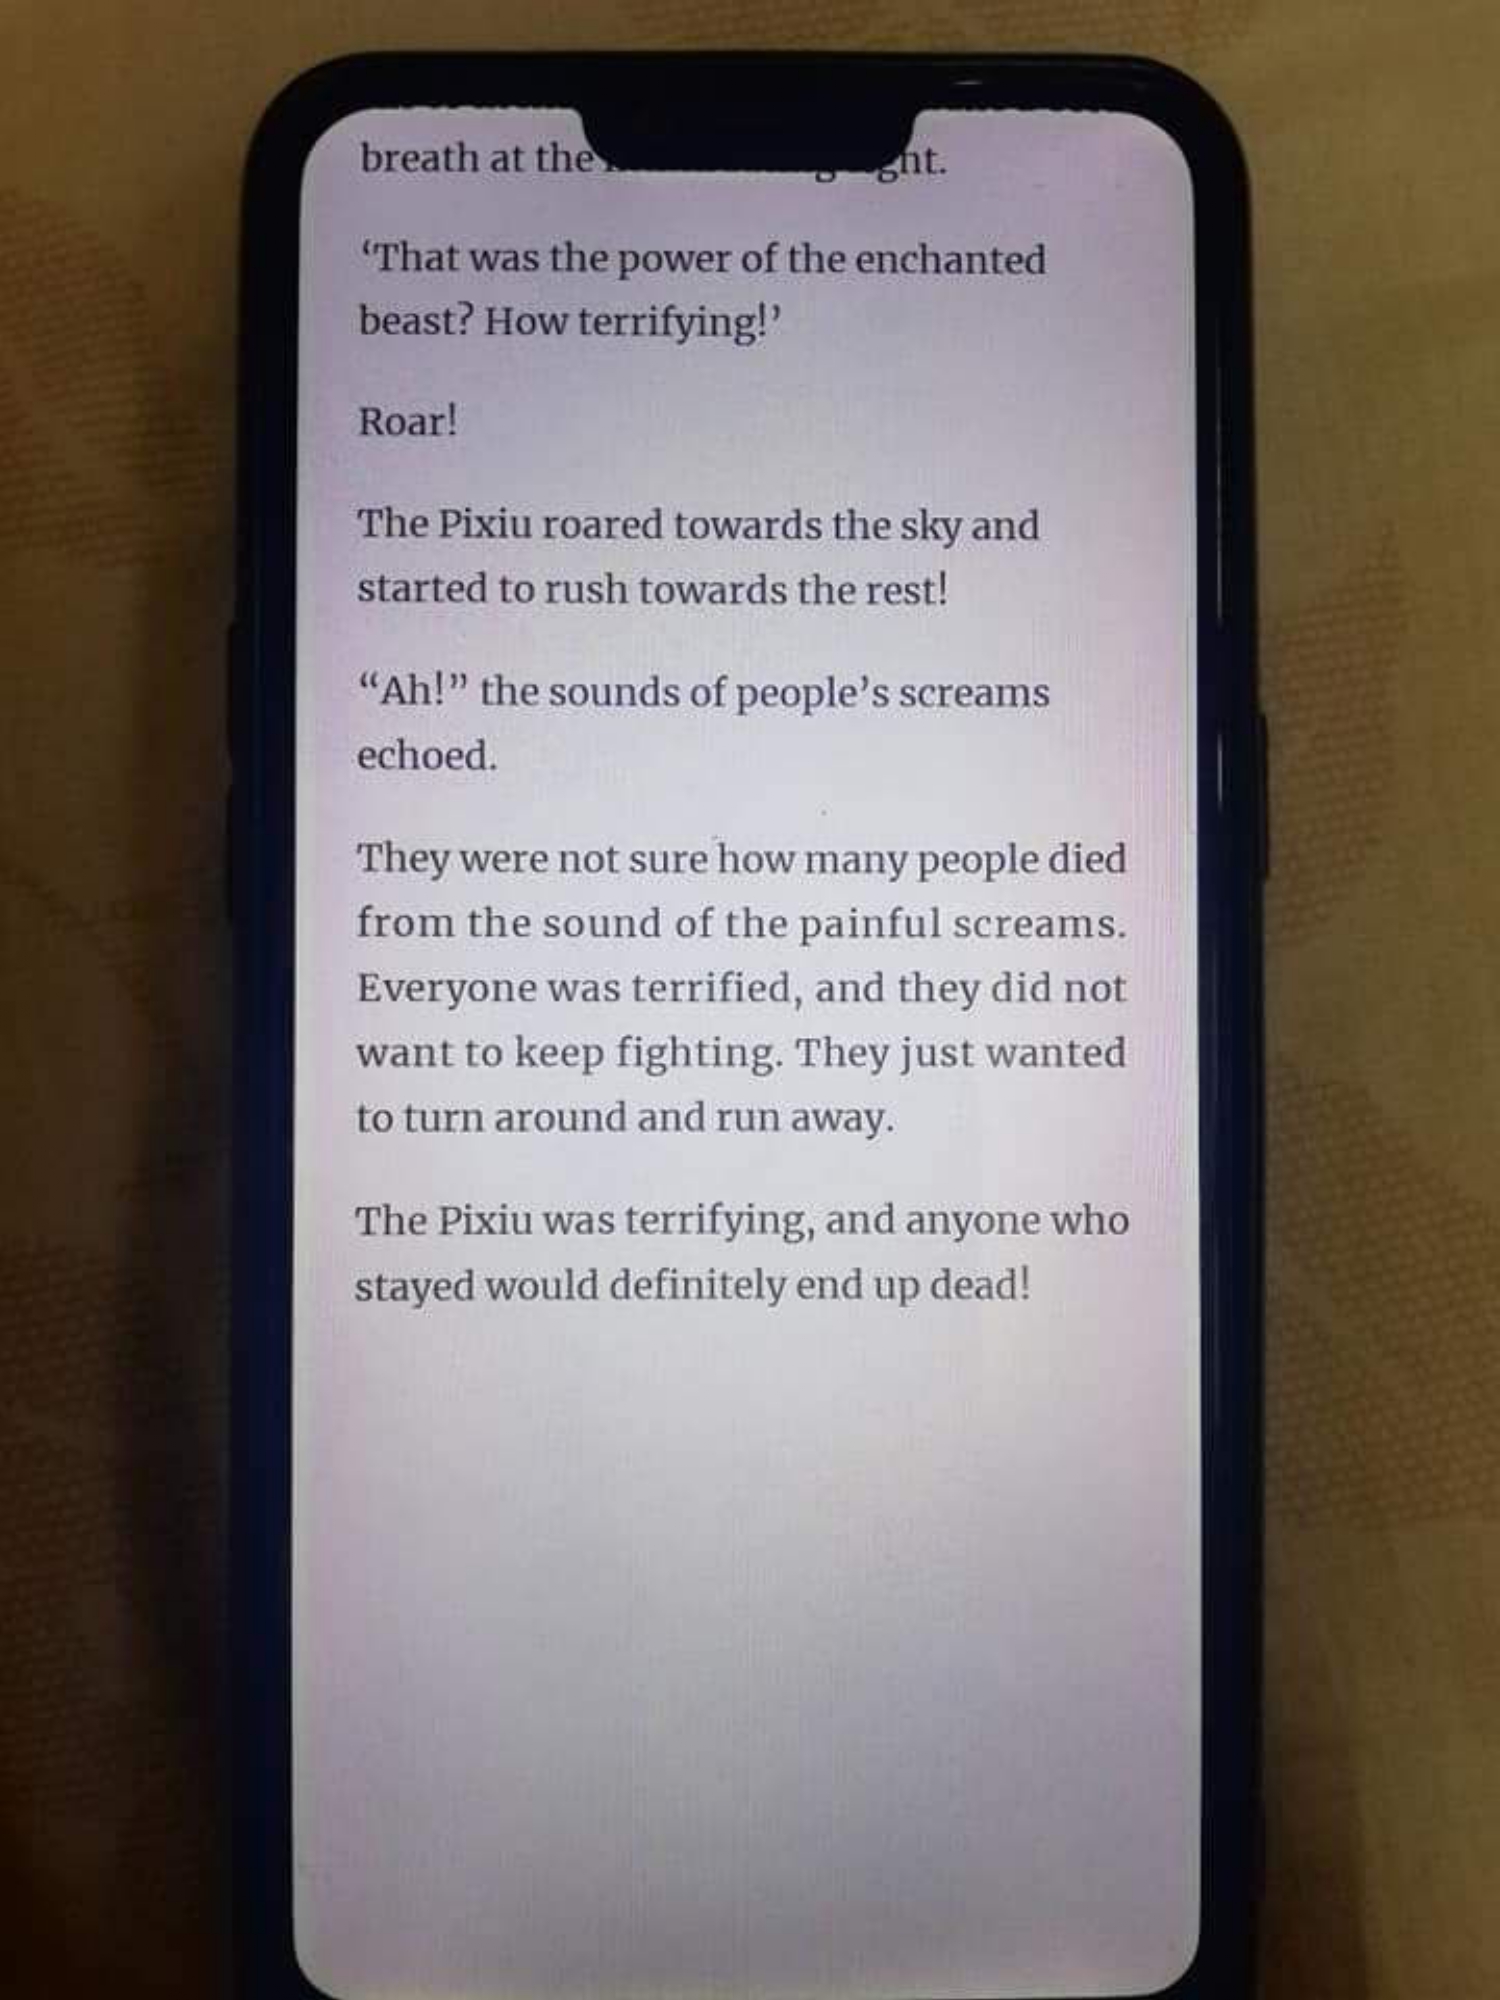 breath at the
‘That was the power of the enchanted
beast? How terrifying!’
Roar!
The Pixiu roared towards the sky and
started to rush towards the rest!
“Ah!” the sounds of people’s screams
echoed.
They were not sure how many people died
from the sound of the painful screams.
Everyone was terrified, and they did not
want to keep fighting. They just wanted
to turn around and run away.
The Pixiu was terrifying, and anyone who
stayed would definitely end up dead!